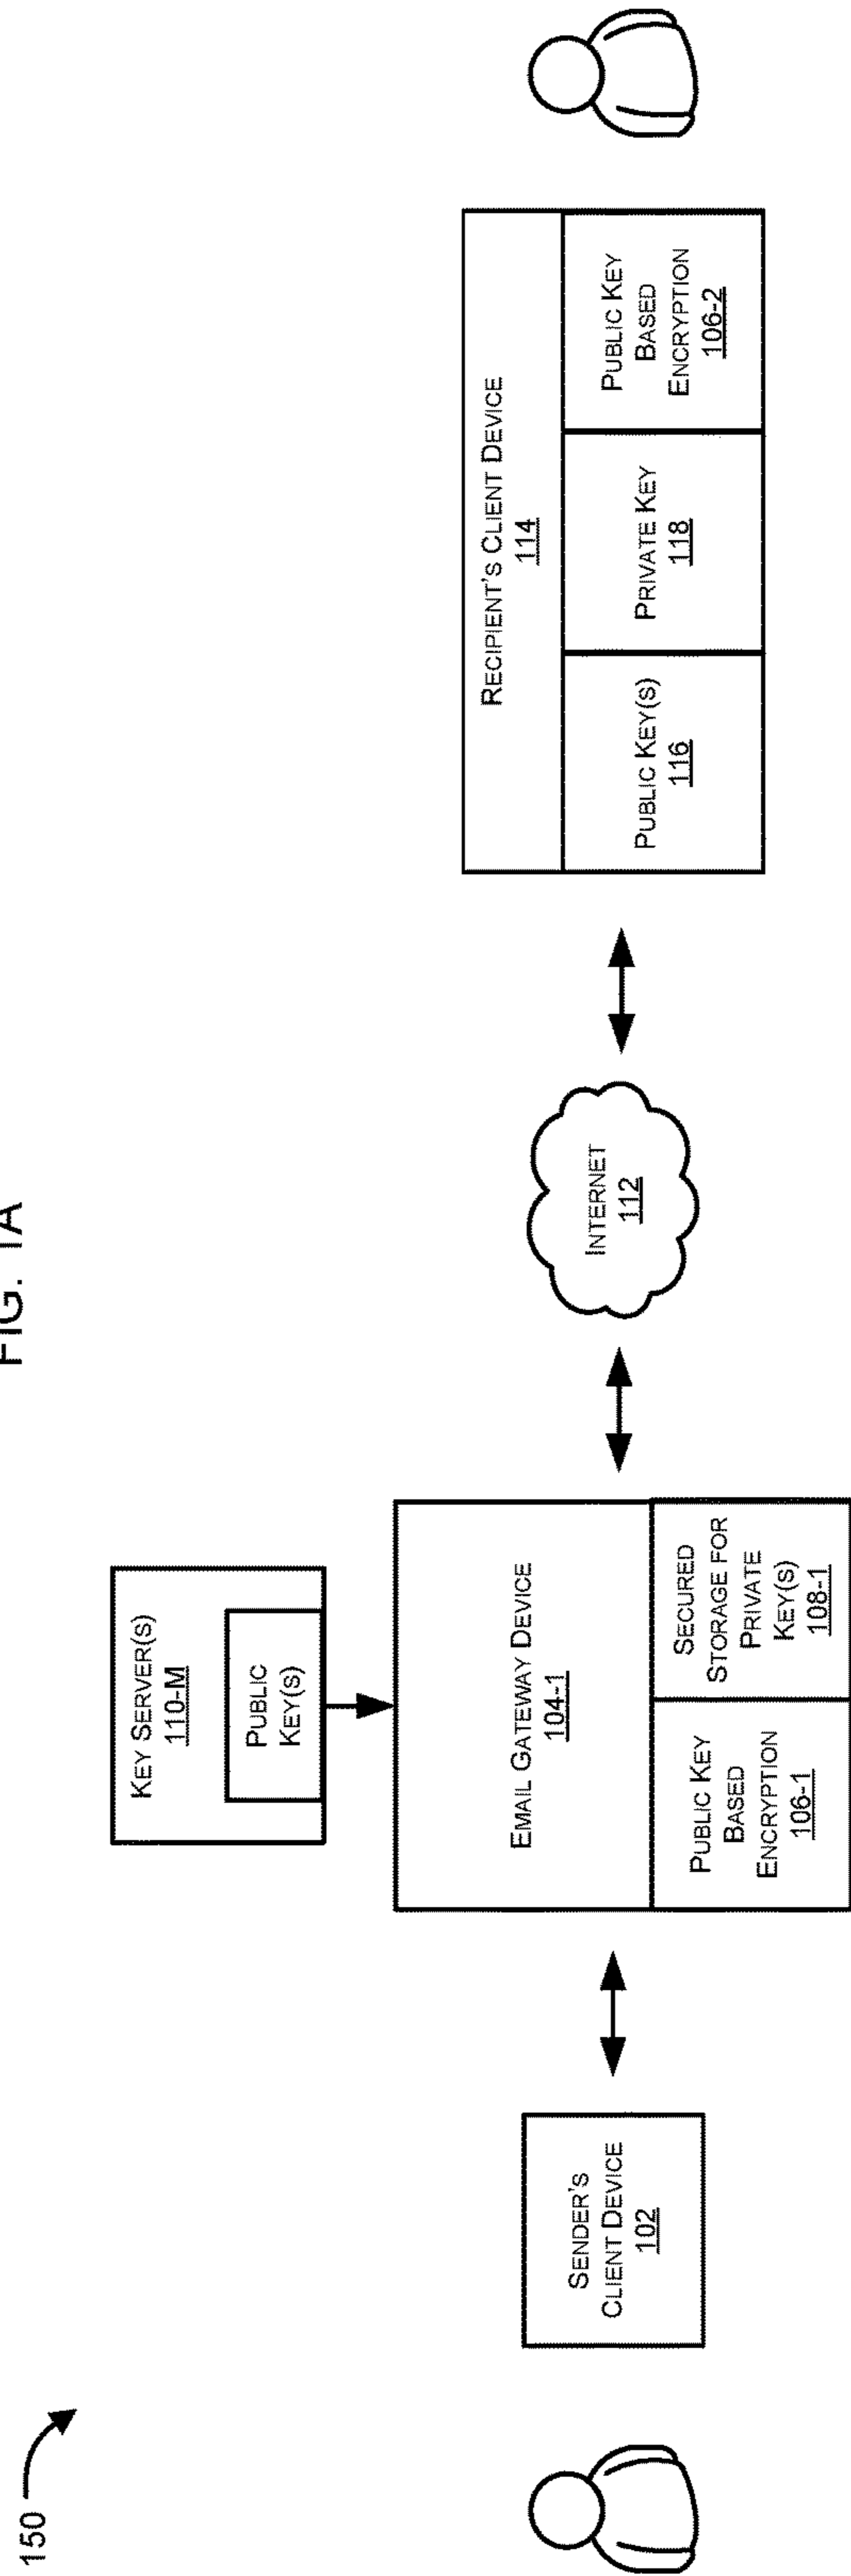 FIG. 1A
150
KEY SERVER(S)
110-M
PUBLIC
KEY(S)
SENDER'S
CLIENT DEVICE
102
EMAIL GATEWAY DEVICE
104-1
PUBLIC KEY
BASED
ENCRYPTION
106-1
SECURED
STORAGE FOR
PRIVATE
KEY(S)
108-1
INTERNET
112
RECIPIENT'S CLIENT DEVICE
114
PUBLIC KEY(S)
116
PRIVATE KEY
118
PUBLIC KEY
BASED
ENCRYPTION
106-2